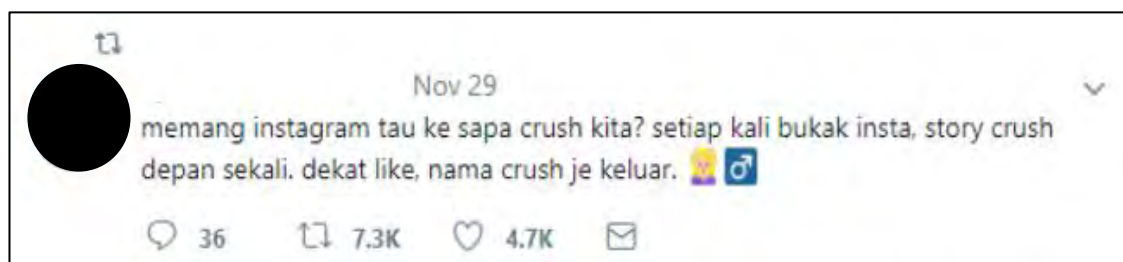 Nov 29
memang instagram tau ke sapa crush kita? setiap kali bukak insta, story crush
depan sekali. dekat like, nama crush je keluar.
36 7.3K 4.7K